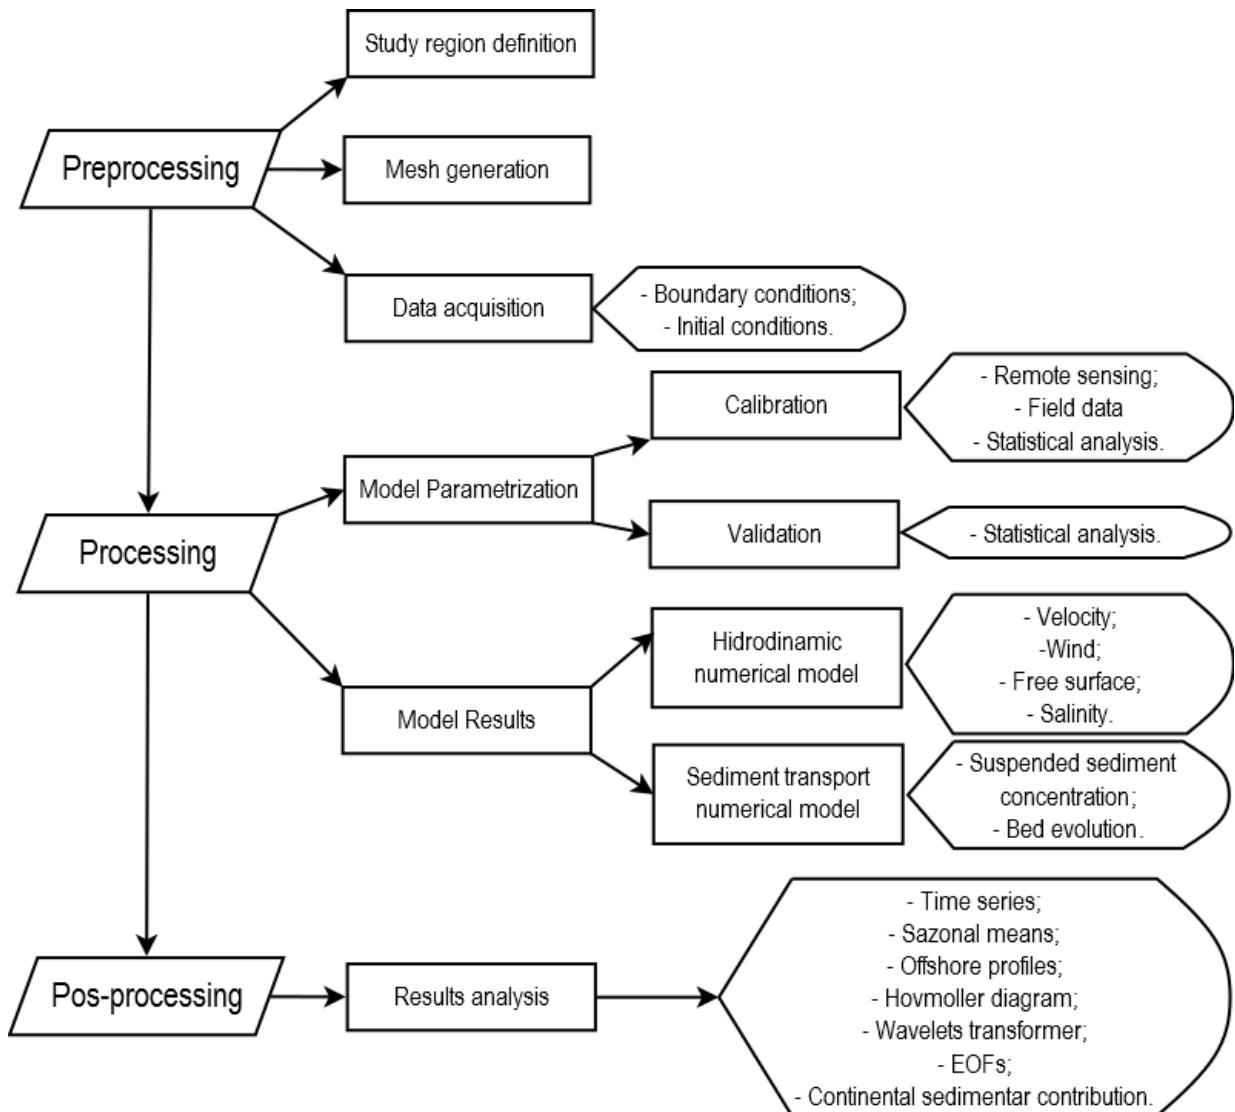 Study region definition
Preprocessing
Mesh generation
Data acquisition
- Boundary conditions;
- Initial conditions.
Calibration
- Remote sensing;
- Field data
- Statistical analysis.
Model Parametrization
Processing
Validation
- Statistical analysis.
Hidrodinamic
numerical model
- Velocity;
-Wind;
- Free surface;
- Salinity.
Model Results
Sediment transport
numerical model
- Suspended sediment
concentration;
- Bed evolution.
Pos-processing
Results analysis
- Time series;
- Sazonal means;
- Offshore profiles;
- Hovmoller diagram;
- Wavelets transformer;
- EOFs;
- Continental sedimentar contribution.